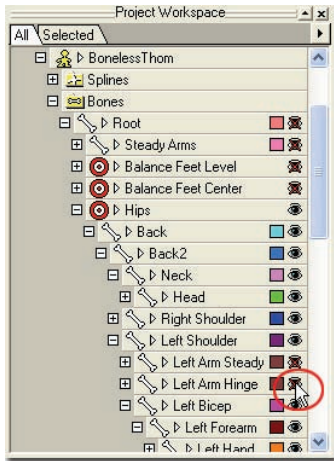 Project Workspace
All Selected
BonelessThom
Splines
Bones
Root
Steady Arms
Balance Feet Level
Balance Feet Center
Hips
Back
Back2
Neck
Head
Right Shoulder
Left Shoulder
Left Arm Steady
Left Arm Hinge
Left Bicep
Left Forearm
Left Hand